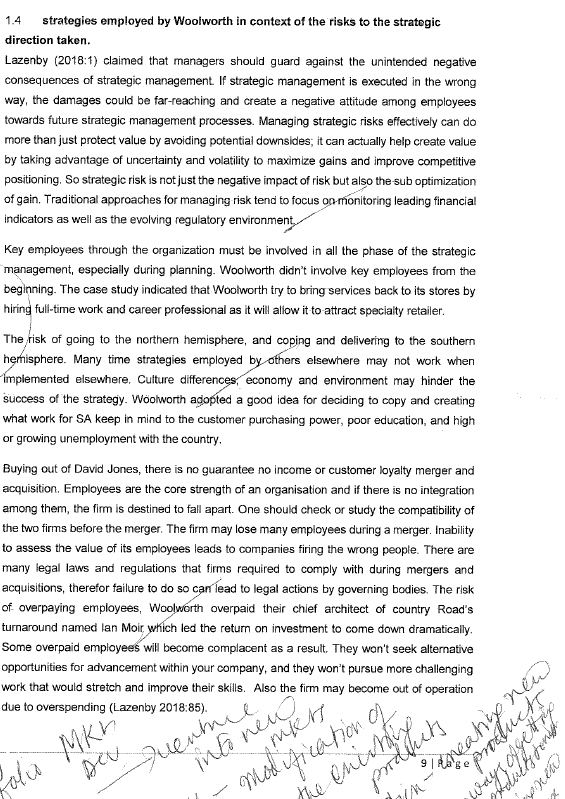 1.4 strategies employed by Woolworth in context of the risks to the strategic
direction taken.
Lazenby (2018:1) claimed that managers should guard against the unintended negative
consequences of strategic management. If strategic management is executed in the wrong
way, the damages could be far-reaching and create a negative attitude among employees
towards future strategic management processes. Managing strategic risks effectively can do
more than just protect value by avoiding potential downsides; it can actually help create value
by taking advantage of uncertainty and volatility to maximize gains and improve competitive
positioning. So strategic risk is not just the negative impact of risk but also the sub optimization
of gain. Traditional approaches for managing risk tend to focus on monitoring leading financial
indicators as well as the evolving regulatory environment.
Key employees through the organization must be involved in all the phase of the strategic
management, especially during planning. Woolworth didn't involve key employees from the
beginning. The case study indicated that Woolworth try to bring services back to its stores by
hiring full-time work and career professional as it will allow it to attract specialty retailer.
The risk of going to the northern hemisphere, and coping and delivering to the southern
hemisphere. Many time strategies employed by others elsewhere may not work when
implemented elsewhere. Culture differences, economy and environment may hinder the
success of the strategy. Woolworth adopted a good idea for deciding to copy and creating
what work for SA keep in mind to the customer purchasing power, poor education, and high
or growing unemployment with the country.
Buying out of David Jones, there is no guarantee no income or customer loyalty merger and
acquisition. Employees are the core strength of an organisation and if there is no integration
among them, the firm is destined to fall apart. One should check or study the compatibility of
the two firms before the merger. The firm may lose many employees during a merger. Inability
to assess the value of its employees leads to companies firing the wrong people. There are
many legal laws and regulations that firms required to comply with during mergers and
acquisitions, therefor failure to do so can lead to legal actions by governing bodies. The risk
of overpaying employees, Woolworth overpaid their chief architect of country Road's
turnaround named Ian Moir which led the return on investment to come down dramatically.
Some overpaid employees will become complacent as a result. They won't seek alternative
opportunities for advancement within your company, and they won't pursue more challenging
work that would stretch and improve their skills. Also the firm may become out of operation
due to overspending (Lazenby 2018:85).
Mkt
Dev
into new
mkts
- modification of
the existing
products
creating new
products
9 | Page